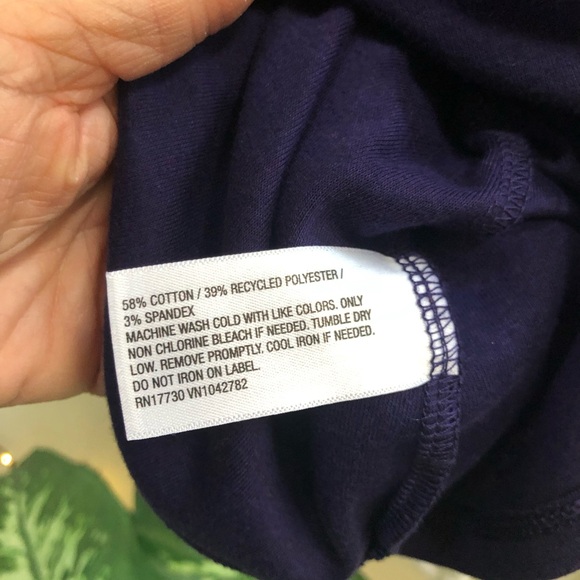 58% COTTON / 39% RECYCLED POLYESTER /
3% SPANDEX
MACHINE WASH COLD WITH LIKE COLORS. ONLY
NON CHLORINE BLEACH IF NEEDED. TUMBLE DRY
LOW. REMOVE PROMPTLY. COOL IRON IF NEEDED.
DO NOT IRON ON LABEL.
RN17730 VN1042782